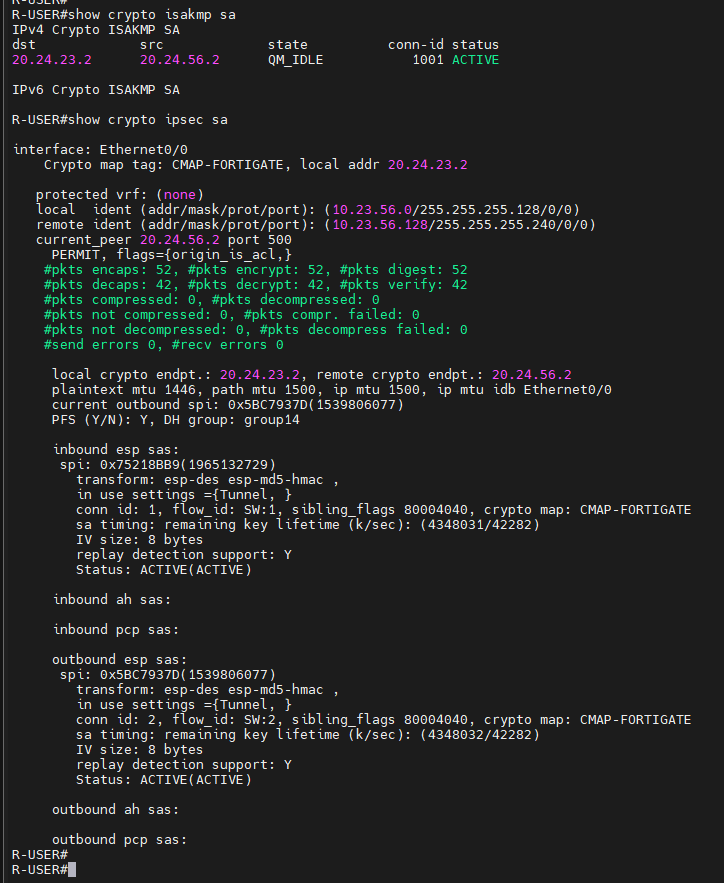 R-USER#
R-USER#show crypto isakmp sa
IPv4 Crypto ISAKMP SA
dst             src             state          conn-id status
20.24.23.2      20.24.56.2      QM_IDLE           1001 ACTIVE

IPv6 Crypto ISAKMP SA

R-USER#show crypto ipsec sa

interface: Ethernet0/0
    Crypto map tag: CMAP-FORTIGATE, local addr 20.24.23.2

   protected vrf: (none)
   local  ident (addr/mask/prot/port): (10.23.56.0/255.255.255.128/0/0)
   remote ident (addr/mask/prot/port): (10.23.56.128/255.255.255.240/0/0)
   current_peer 20.24.56.2 port 500
     PERMIT, flags={origin_is_acl,}
    #pkts encaps: 52, #pkts encrypt: 52, #pkts digest: 52
    #pkts decaps: 42, #pkts decrypt: 42, #pkts verify: 42
    #pkts compressed: 0, #pkts decompressed: 0
    #pkts not compressed: 0, #pkts compr. failed: 0
    #pkts not decompressed: 0, #pkts decompress failed: 0
    #send errors 0, #recv errors 0

     local crypto endpt.: 20.24.23.2, remote crypto endpt.: 20.24.56.2
     plaintext mtu 1446, path mtu 1500, ip mtu 1500, ip mtu idb Ethernet0/0
     current outbound spi: 0x5BC7937D(1539806077)
     PFS (Y/N): Y, DH group: group14

     inbound esp sas:
      spi: 0x75218BB9(1965132729)
        transform: esp-des esp-md5-hmac ,
        in use settings ={Tunnel, }
        conn id: 1, flow_id: SW:1, sibling_flags 80004040, crypto map: CMAP-FORTIGATE
        sa timing: remaining key lifetime (k/sec): (4348031/42282)
        IV size: 8 bytes
        replay detection support: Y
        Status: ACTIVE(ACTIVE)

     inbound ah sas:

     inbound pcp sas:

     outbound esp sas:
      spi: 0x5BC7937D(1539806077)
        transform: esp-des esp-md5-hmac ,
        in use settings ={Tunnel, }
        conn id: 2, flow_id: SW:2, sibling_flags 80004040, crypto map: CMAP-FORTIGATE
        sa timing: remaining key lifetime (k/sec): (4348032/42282)
        IV size: 8 bytes
        replay detection support: Y
        Status: ACTIVE(ACTIVE)

     outbound ah sas:

     outbound pcp sas:
R-USER#
R-USER#